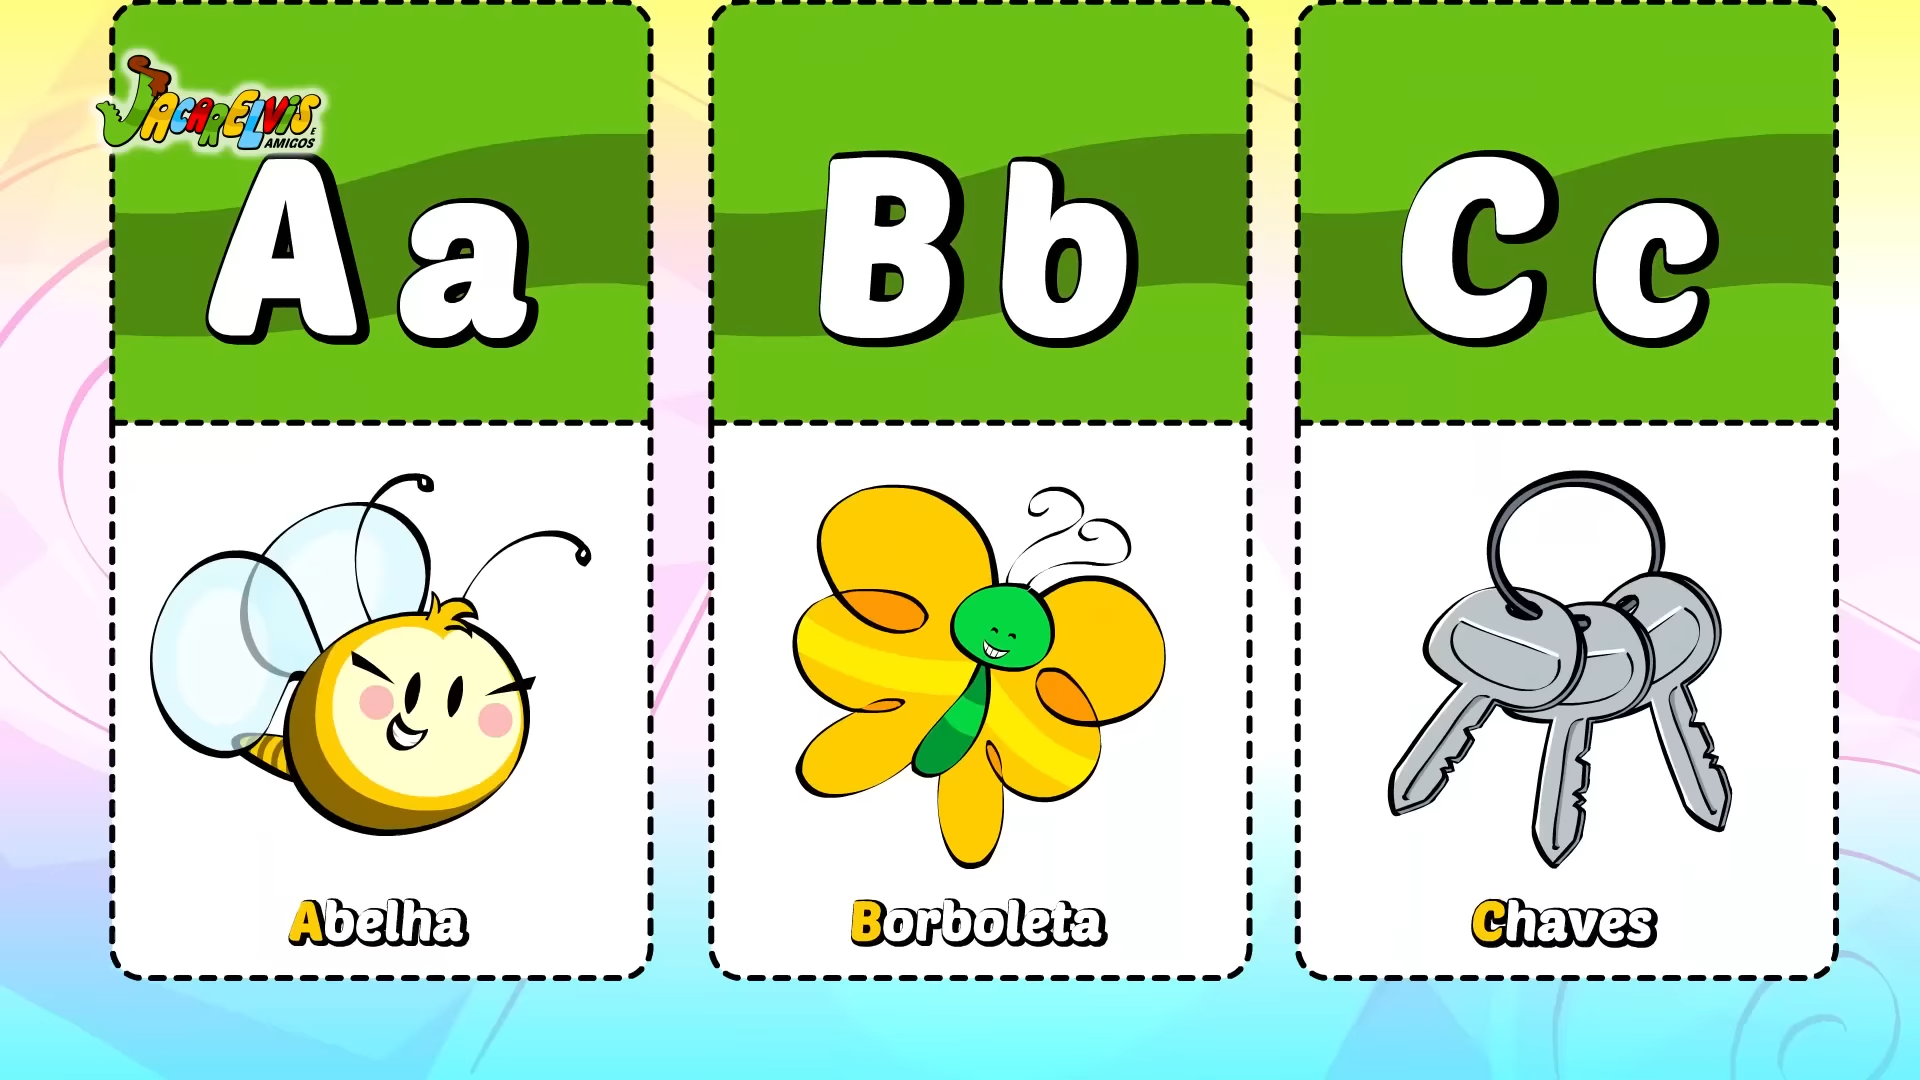 JACARELVIS
E
AMIGOS
A a
B b
C c
Abelha
Borboleta
Chaves